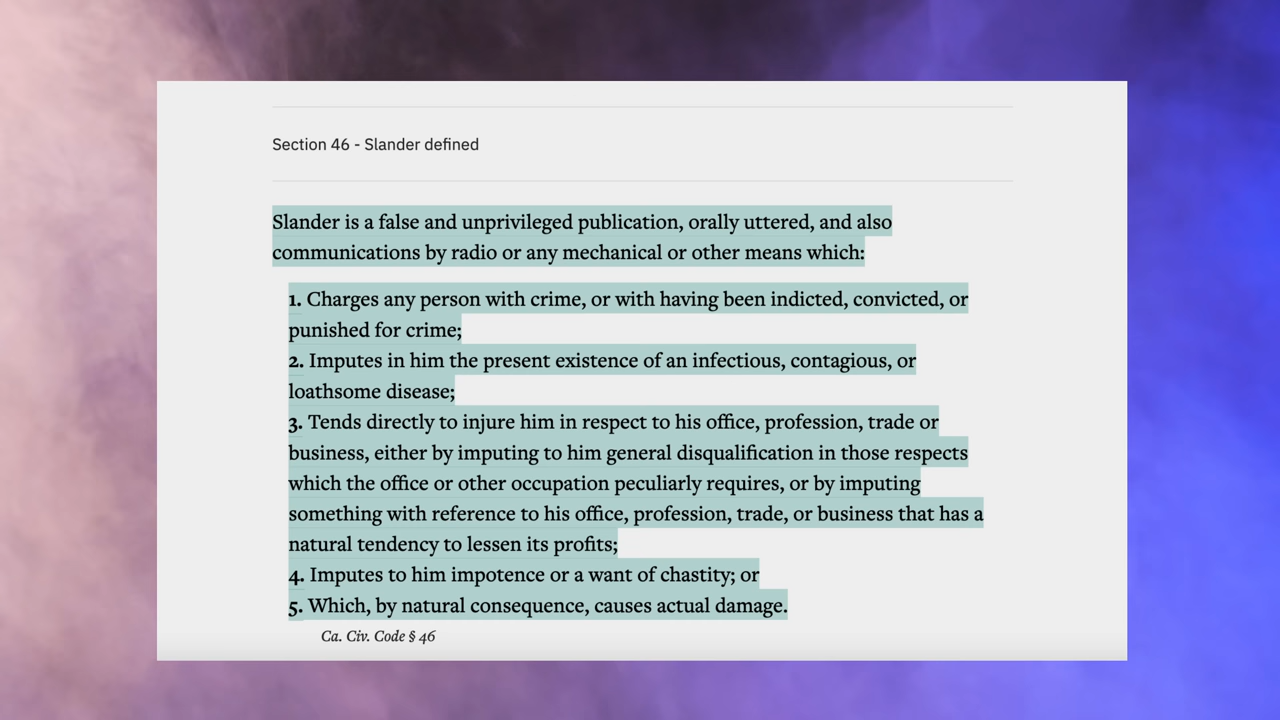 Section 46 - Slander defined
Slander is a false and unprivileged publication, orally uttered, and also
communications by radio or any mechanical or other means which:
1. Charges any person with crime, or with having been indicted, convicted, or
punished for crime;
2. Imputes in him the present existence of an infectious, contagious, or
loathsome disease;
3. Tends directly to injure him in respect to his office, profession, trade or
business, either by imputing to him general disqualification in those respects
which the office or other occupation peculiarly requires, or by imputing
something with reference to his office, profession, trade, or business that has a
natural tendency to lessen its profits;
4. Imputes to him impotence or a want of chastity; or
5. Which, by natural consequence, causes actual damage.
Ca. Civ. Code § 46